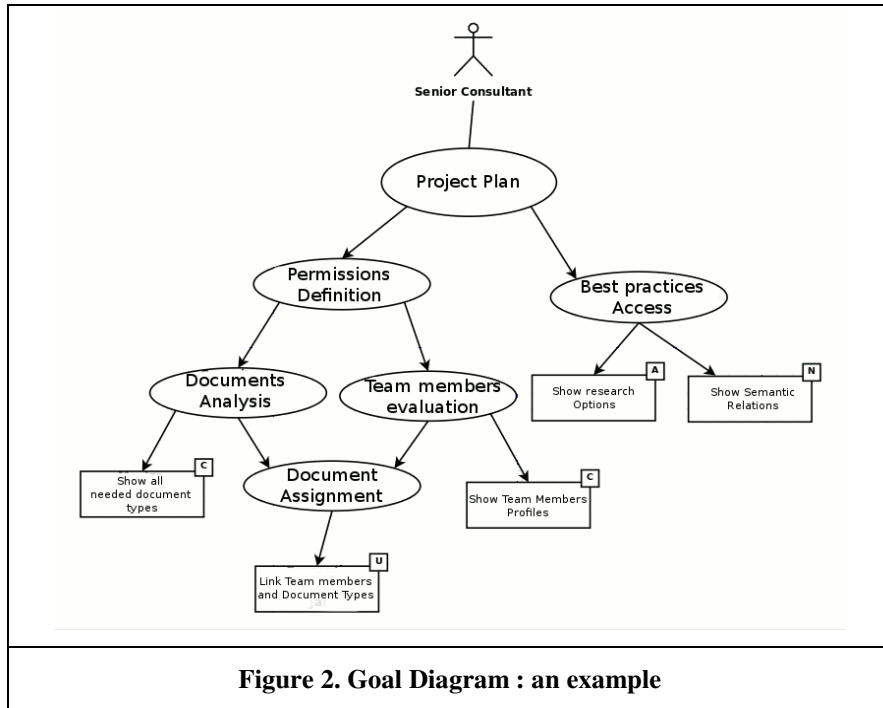 Senior Consultant
Project Plan
Permissions
Definition
Best practices
Access
Documents
Analysis
Team members
evaluation
A
Show research
Options
N
Show Semantic
Relations
C
Show all
needed document
types
Document
Assignment
C
Show Team Members
Profiles
U
Link Team members
and Document Types
Figure 2. Goal Diagram : an example